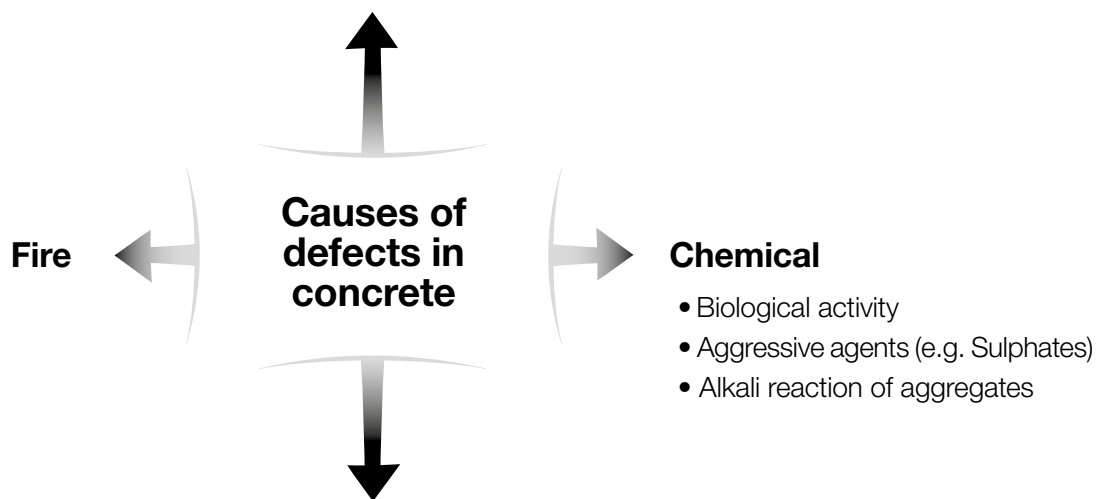 Causes of
defects in
concrete
Fire
Chemical
• Biological activity
• Aggressive agents (e.g. Sulphates)
• Alkali reaction of aggregates